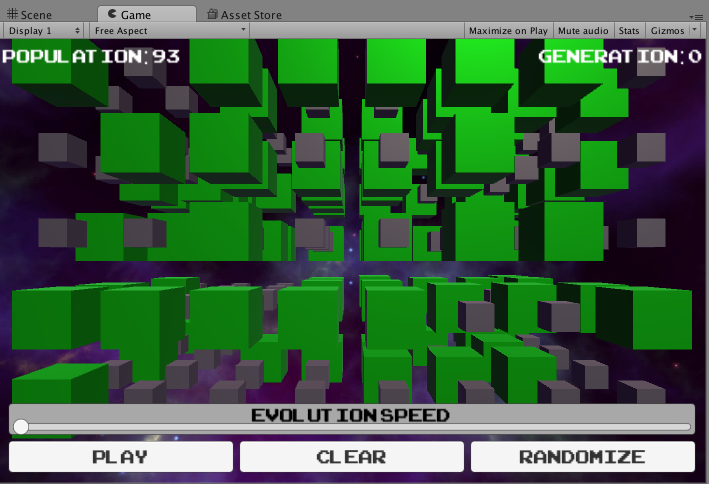 Scene Game Asset Store
Display 1 Free Aspect Maximize on Play Mute audio Stats Gizmos
POPULATION:93 GENERATION:0
EVOLUTION SPEED
PLAY CLEAR RANDOMIZE